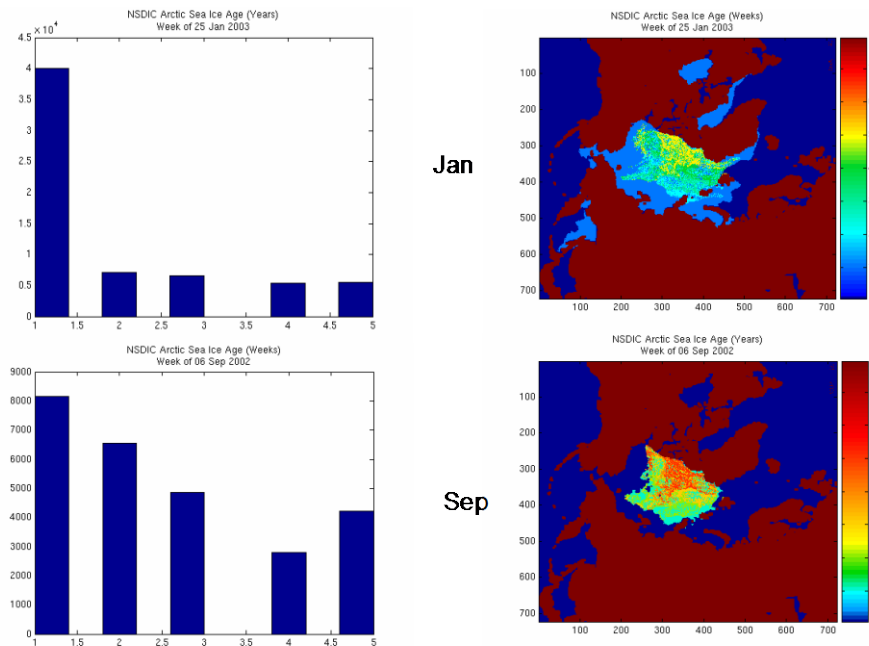 NSDIC Arctic Sea Ice Age (Years)
Week of 25 Jan 2003
x 10^4
4.5
4
3.5
3
2.5
2
1.5
1
0.5
0
1 1.5 2 2.5 3 3.5 4 4.5 5
Jan
NSDIC Arctic Sea Ice Age (Weeks)
Week of 25 Jan 2003
100
200
300
400
500
600
700
100 200 300 400 500 600 700
NSDIC Arctic Sea Ice Age (Weeks)
Week of 06 Sep 2002
9000
8000
7000
6000
5000
4000
3000
2000
1000
0
1 1.5 2 2.5 3 3.5 4 4.5 5
Sep
NSDIC Arctic Sea Ice Age (Years)
Week of 06 Sep 2002
100
200
300
400
500
600
700
100 200 300 400 500 600 700